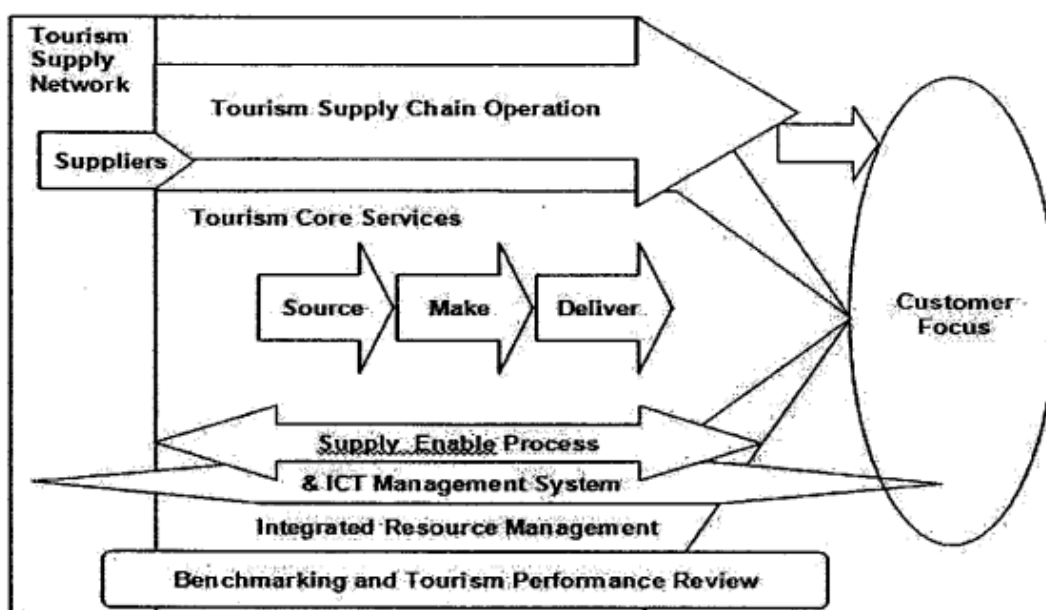 Tourism
Supply
Network
Tourism Supply Chain Operation
Suppliers
Tourism Core Services
Source
Make
Deliver
Customer
Focus
Supply Enable Process
& ICT Management System
Integrated Resource Management
Benchmarking and Tourism Performance Review